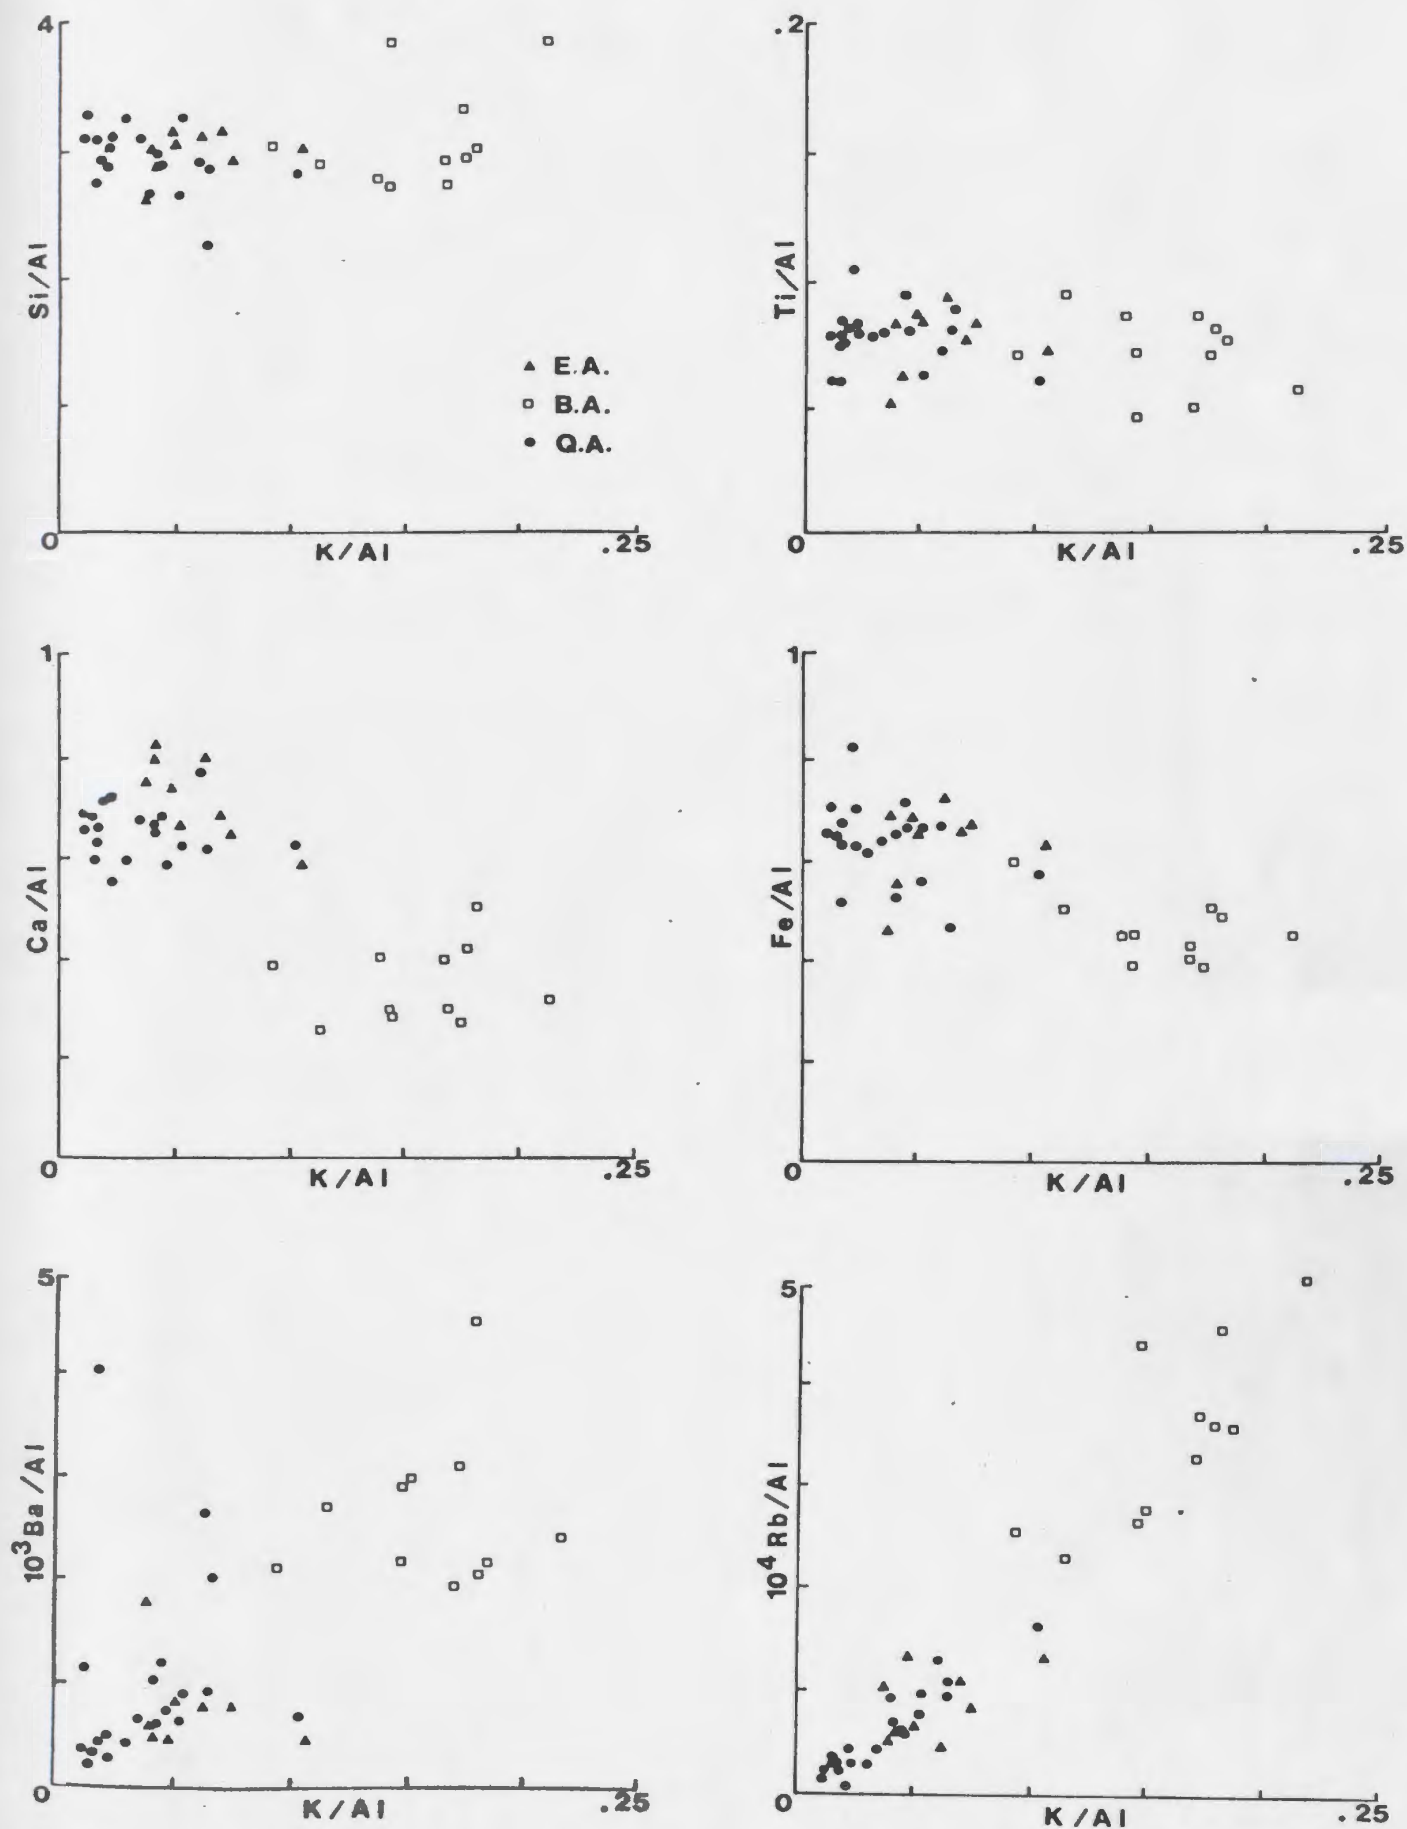 4
Si/Al
▲ E.A.
□ B.A.
● Q.A.
0
K/Al
.25
.2
Ti/Al
0
K/Al
.25
1
Ca/Al
0
K/Al
.25
1
Fe/Al
0
K/Al
.25
5
10³Ba/Al
0
K/Al
.25
5
10⁴Rb/Al
0
K/Al
.25